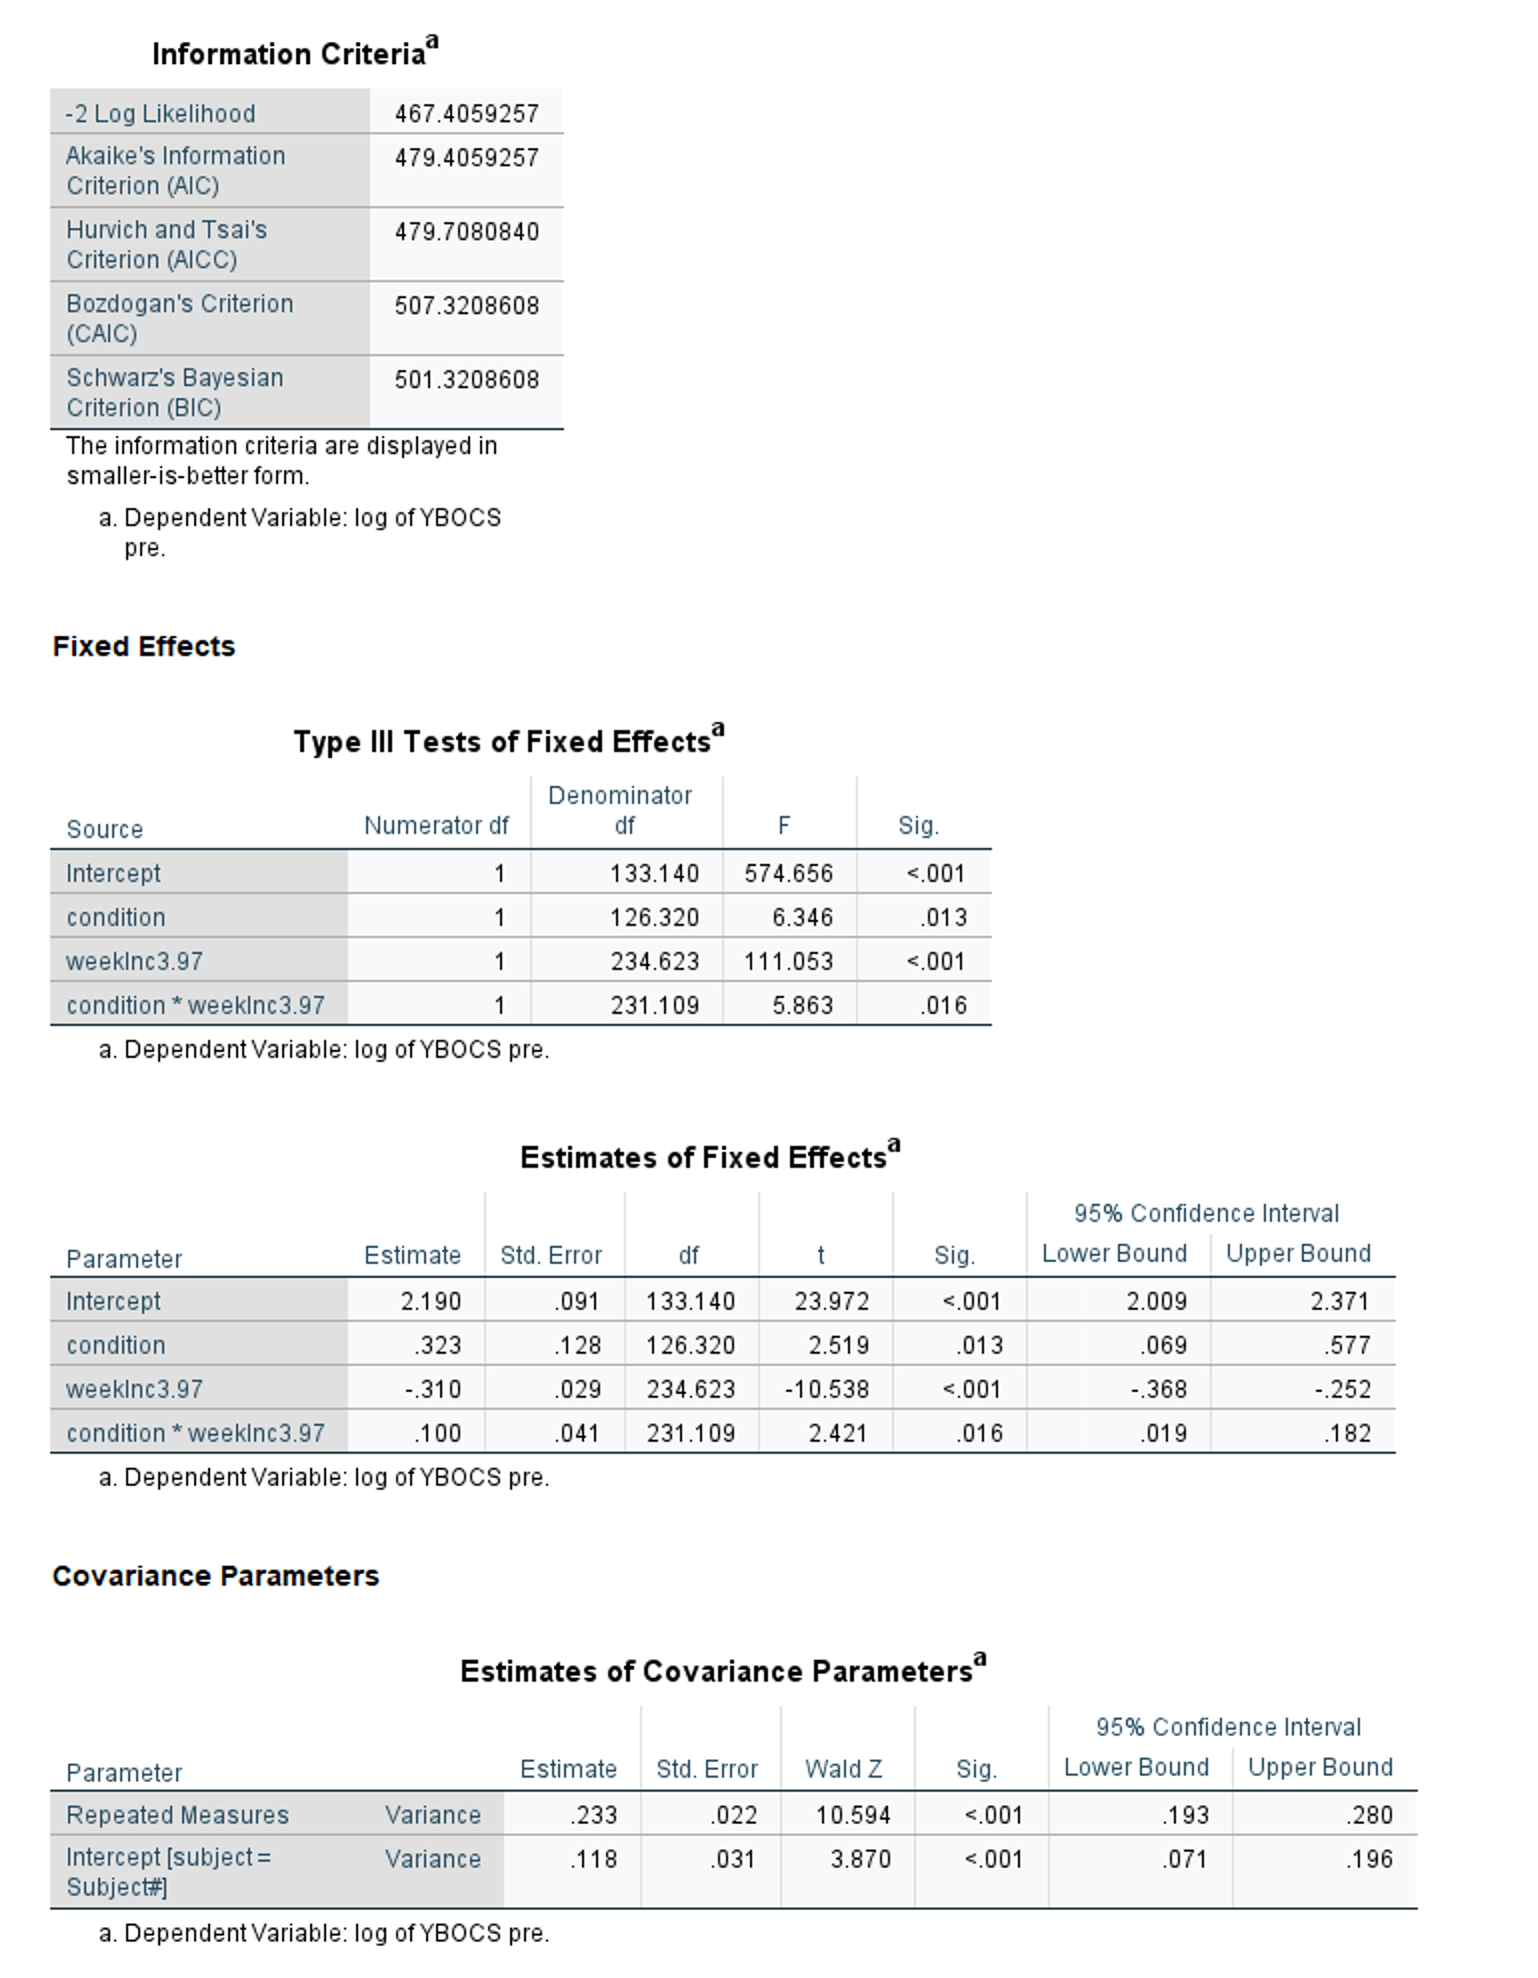 Information Criteriaᵃ
-2 Log Likelihood 467.4059257
Akaike's Information 479.4059257
Criterion (AIC)
Hurvich and Tsai's 479.7080840
Criterion (AICC)
Bozdogan's Criterion 507.3208608
(CAIC)
Schwarz's Bayesian 501.3208608
Criterion (BIC)
The information criteria are displayed in
smaller-is-better form.
a. Dependent Variable: log of YBOCS
pre.
Fixed Effects
Type III Tests of Fixed Effectsᵃ
Denominator
Source Numerator df df F Sig.
Intercept 1 133.140 574.656 <.001
condition 1 126.320 6.346 .013
weekInc3.97 1 234.623 111.053 <.001
condition * weekInc3.97 1 231.109 5.863 .016
a. Dependent Variable: log of YBOCS pre.
Estimates of Fixed Effectsᵃ
95% Confidence Interval
Parameter Estimate Std. Error df t Sig. Lower Bound Upper Bound
Intercept 2.190 .091 133.140 23.972 <.001 2.009 2.371
condition .323 .128 126.320 2.519 .013 .069 .577
weekInc3.97 -.310 .029 234.623 -10.538 <.001 -.368 -.252
condition * weekInc3.97 .100 .041 231.109 2.421 .016 .019 .182
a. Dependent Variable: log of YBOCS pre.
Covariance Parameters
Estimates of Covariance Parametersᵃ
95% Confidence Interval
Parameter Estimate Std. Error Wald Z Sig. Lower Bound Upper Bound
Repeated Measures Variance .233 .022 10.594 <.001 .193 .280
Intercept [subject = Variance .118 .031 3.870 <.001 .071 .196
Subject#]
a. Dependent Variable: log of YBOCS pre.